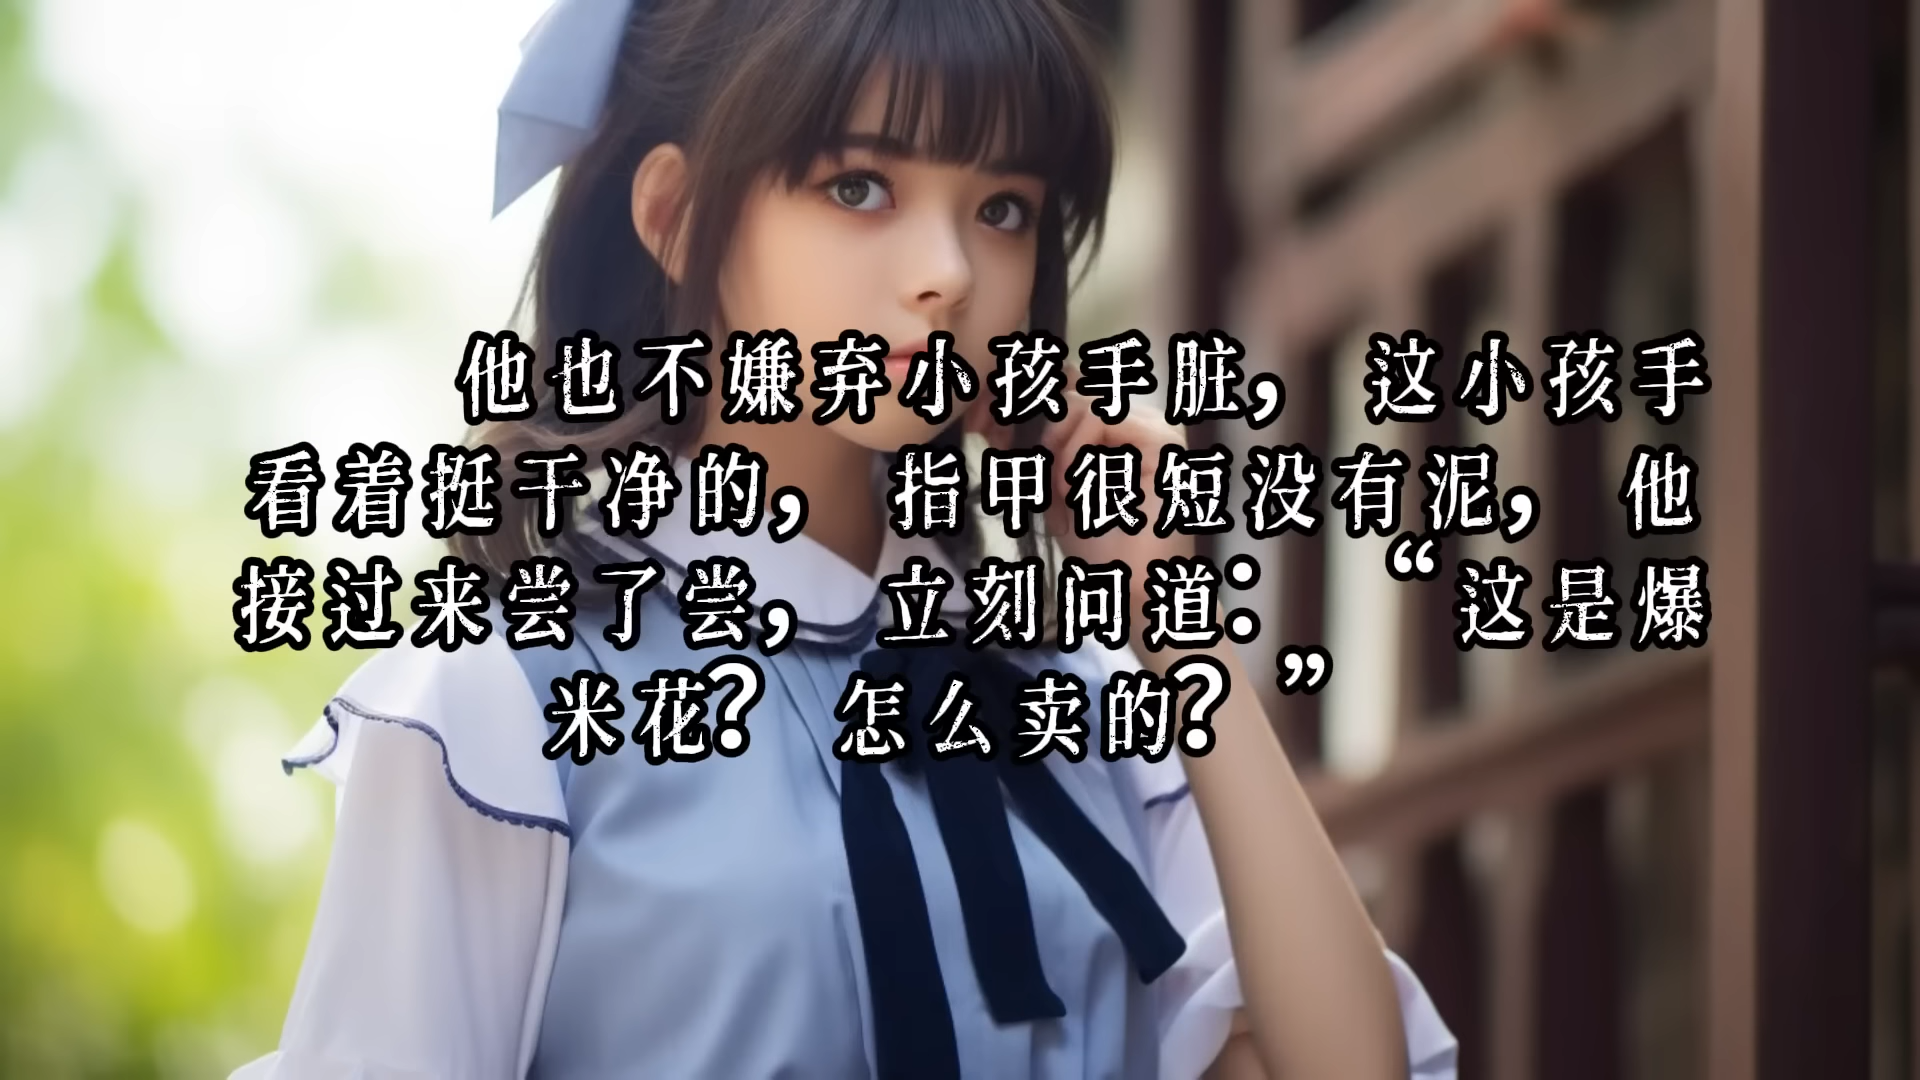 他也不嫌弃小孩手脏，这小孩手
看着挺干净的，指甲很短没有泥，他
接过来尝了尝，立刻问道：“这是爆
米花？怎么卖的？”